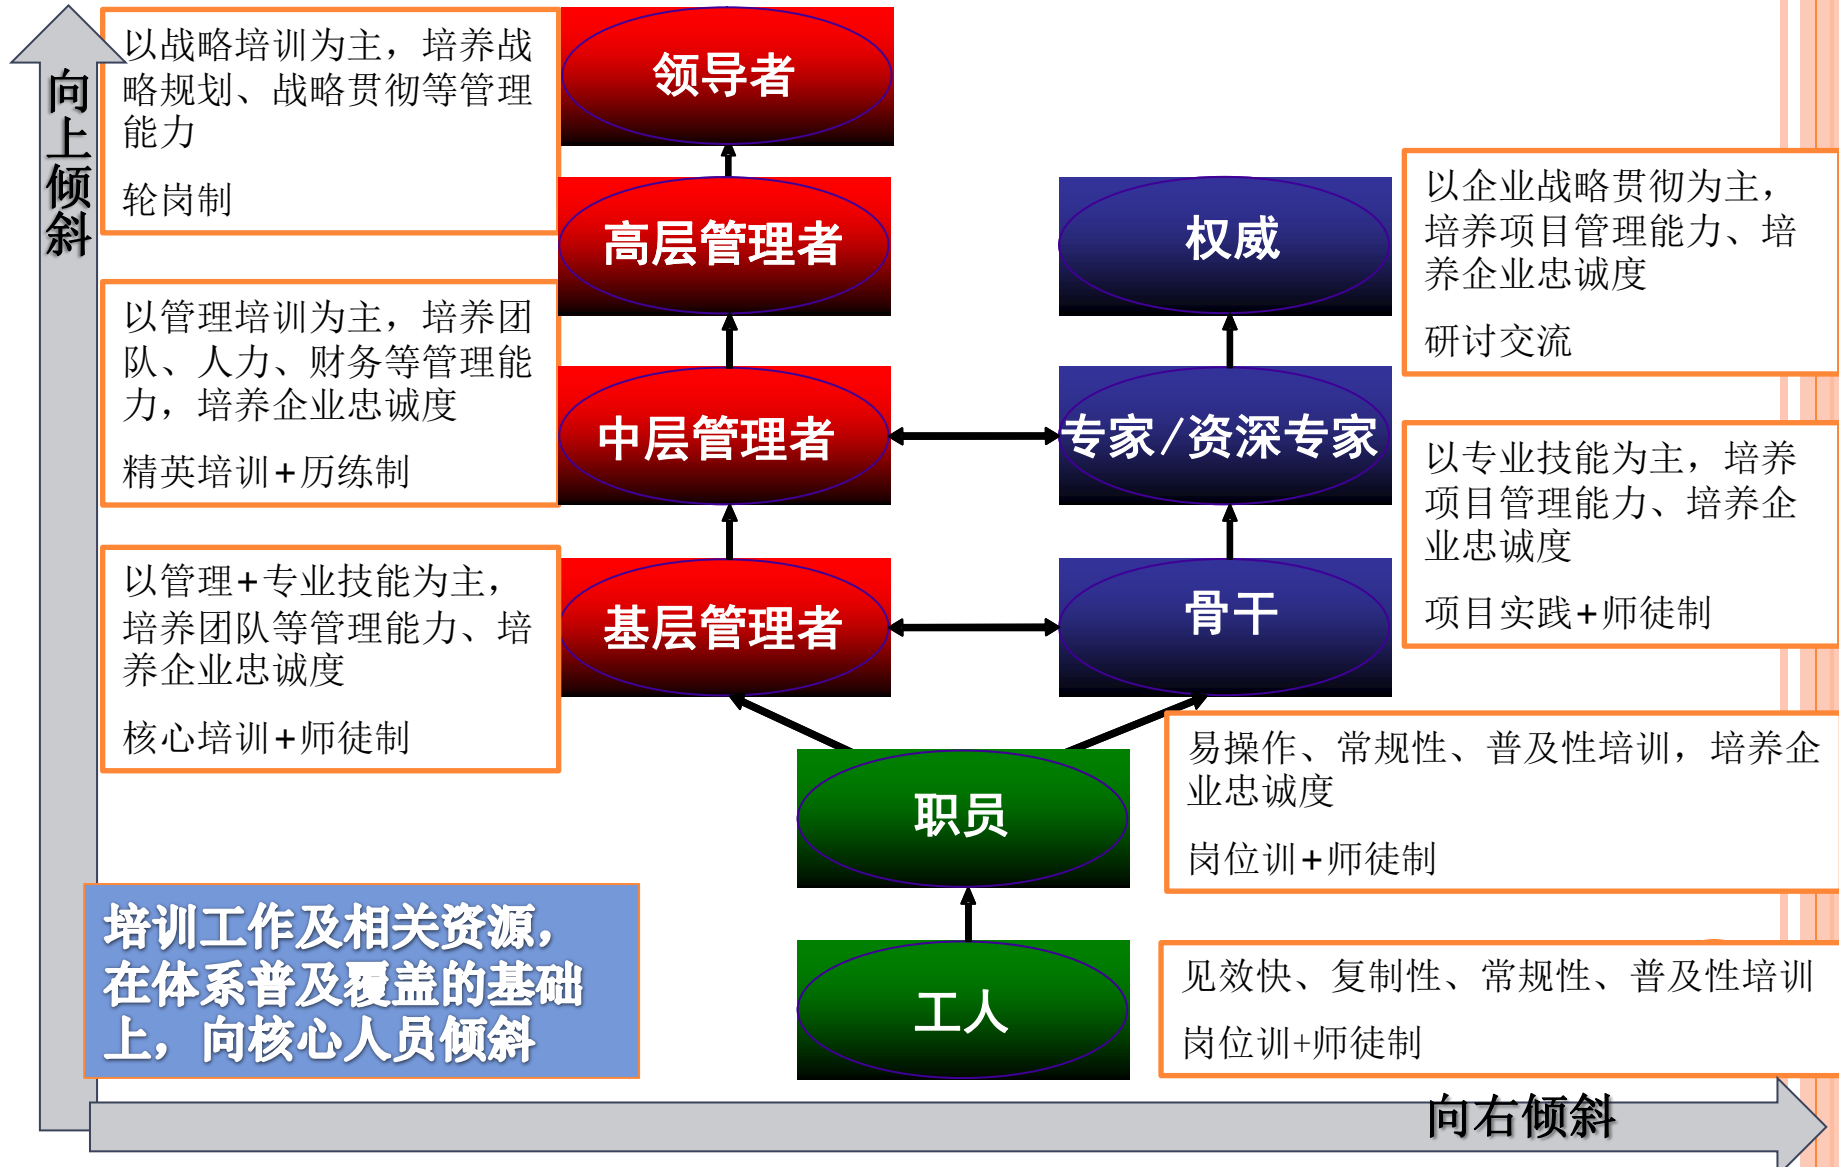 向上倾斜
以战略培训为主，培养战
略规划、战略贯彻等管理
能力
轮岗制
领导者
高层管理者
权威
以企业战略贯彻为主，
培养项目管理能力、培
养企业忠诚度
研讨交流
以管理培训为主，培养团
队、人力、财务等管理能
力，培养企业忠诚度
精英培训+历练制
中层管理者
专家/资深专家
以专业技能为主，培养
项目管理能力、培养企
业忠诚度
项目实践+师徒制
以管理+专业技能为主，
培养团队等管理能力、培
养企业忠诚度
核心培训+师徒制
基层管理者
骨干
职员
易操作、常规性、普及性培训，培养企
业忠诚度
岗位训+师徒制
培训工作及相关资源，
在体系普及覆盖的基础
上，向核心人员倾斜
工人
见效快、复制性、常规性、普及性培训
岗位训+师徒制
向右倾斜